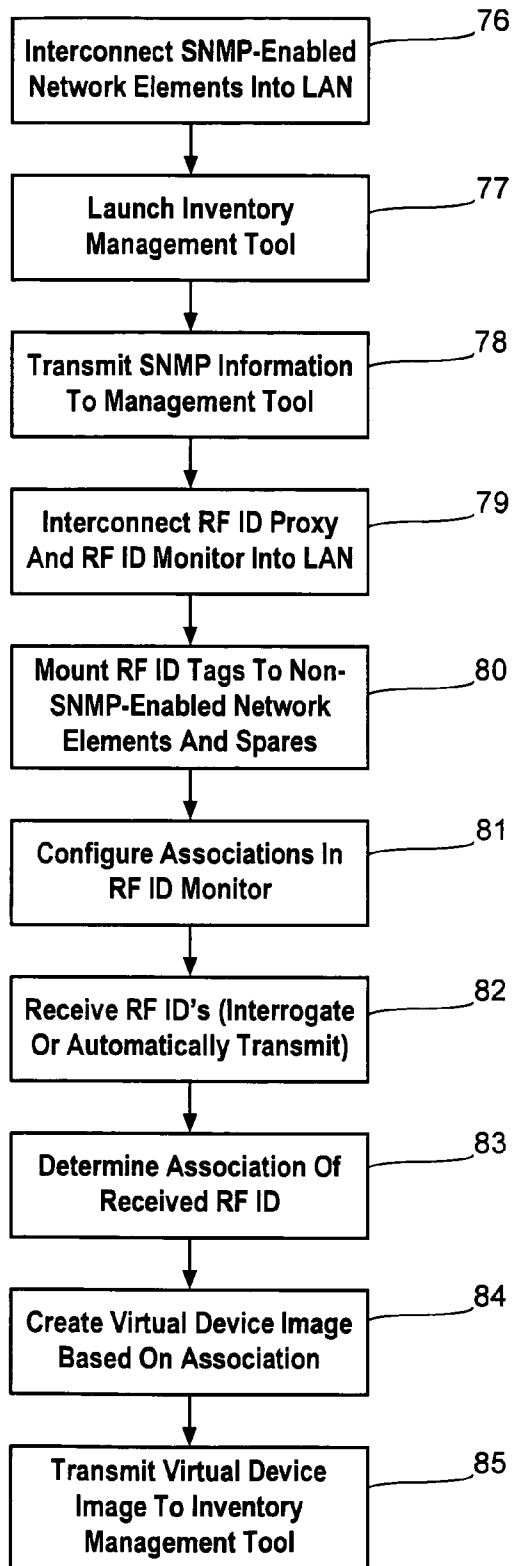 76
Interconnect SNMP-Enabled
Network Elements Into LAN
77
Launch Inventory
Management Tool
78
Transmit SNMP Information
To Management Tool
79
Interconnect RF ID Proxy
And RF ID Monitor Into LAN
80
Mount RF ID Tags To Non-
SNMP-Enabled Network
Elements And Spares
81
Configure Associations In
RF ID Monitor
82
Receive RF ID's (Interrogate
Or Automatically Transmit)
83
Determine Association Of
Received RF ID
84
Create Virtual Device Image
Based On Association
85
Transmit Virtual Device
Image To Inventory
Management Tool